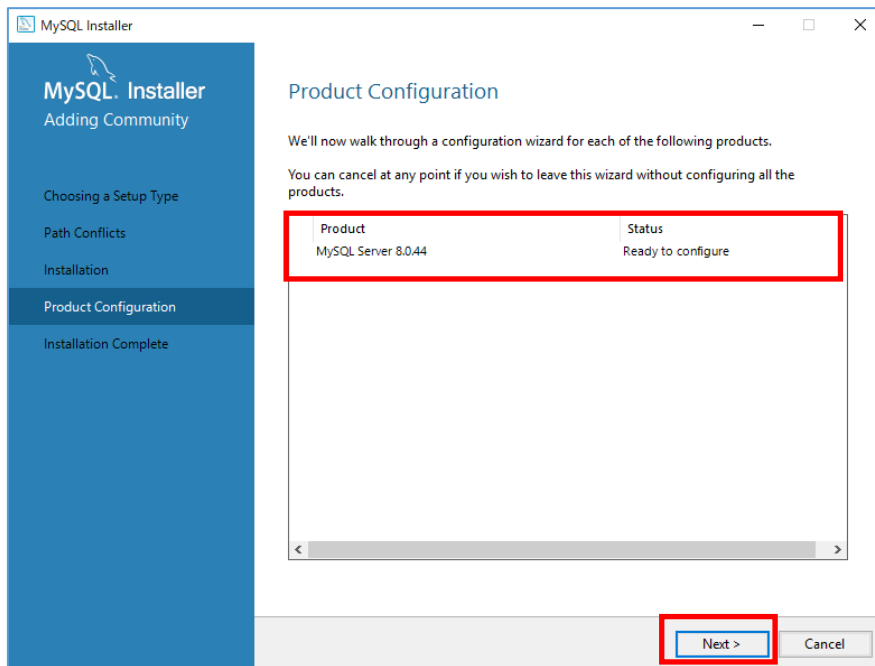 MySQL Installer
MySQL. Installer
Adding Community
Choosing a Setup Type
Path Conflicts
Installation
Product Configuration
Installation Complete
Product Configuration
We'll now walk through a configuration wizard for each of the following products.
You can cancel at any point if you wish to leave this wizard without configuring all the
products.
Product Status
MySQL Server 8.0.44 Ready to configure
Next > Cancel